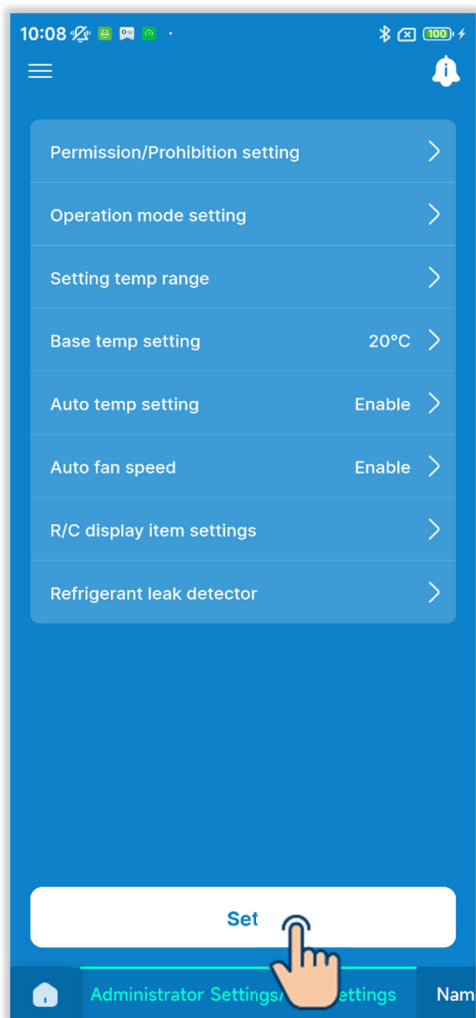 10:08
100
Permission/Prohibition setting
Operation mode setting
Setting temp range
Base temp setting 20°C
Auto temp setting Enable
Auto fan speed Enable
R/C display item settings
Refrigerant leak detector
Set
Administrator Settings/ ettings Nam